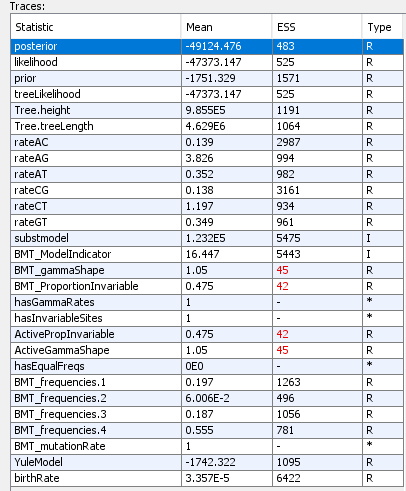 Traces:
Statistic Mean ESS Type
posterior -49124.476 483 R
likelihood -47373.147 525 R
prior -1751.329 1571 R
treeLikelihood -47373.147 525 R
Tree.height 9.855E5 1191 R
Tree.treeLength 4.629E6 1064 R
rateAC 0.139 2987 R
rateAG 3.826 994 R
rateAT 0.352 982 R
rateCG 0.138 3161 R
rateCT 1.197 934 R
rateGT 0.349 961 R
substmodel 1.232E5 5475 I
BMT_ModelIndicator 16.447 5443 I
BMT_gammaShape 1.05 45 R
BMT_ProportionInvariable 0.475 42 R
hasGammaRates 1 - *
hasInvariableSites 1 - *
ActivePropInvariable 0.475 42 R
ActiveGammaShape 1.05 45 R
hasEqualFreqs 0E0 - *
BMT_frequencies.1 0.197 1263 R
BMT_frequencies.2 6.006E-2 496 R
BMT_frequencies.3 0.187 1056 R
BMT_frequencies.4 0.555 781 R
BMT_mutationRate 1 - *
YuleModel -1742.322 1095 R
birthRate 3.357E-5 6422 R